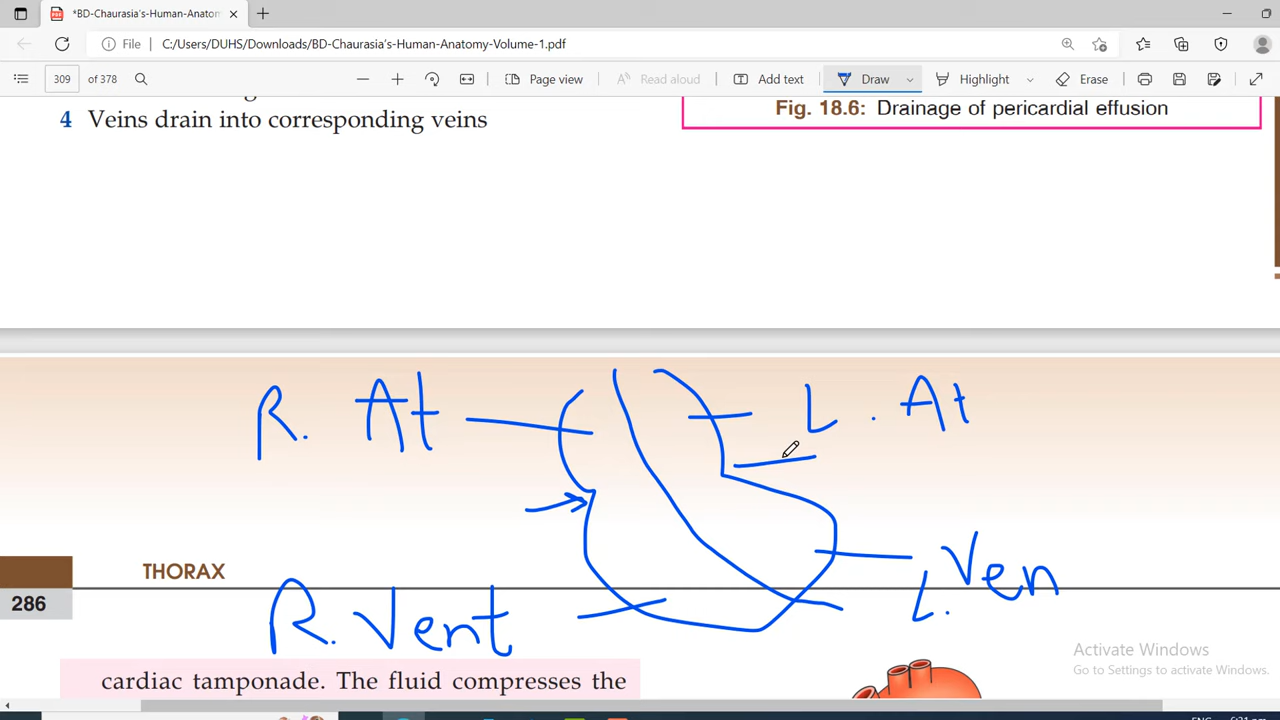 *BD-Chaurasia's-Human-Anatom
File C:/Users/DUHS/Downloads/BD-Chaurasia's-Human-Anatomy-Volume-1.pdf
309 of 378 Page view Read aloud Add text Draw Highlight Erase
4 Veins drain into corresponding veins
Fig. 18.6: Drainage of pericardial effusion
R. At
L. At
THORAX
286
R. Vent
L. Ven
Activate Windows
Go to Settings to activate Windows.
cardiac tamponade. The fluid compresses the